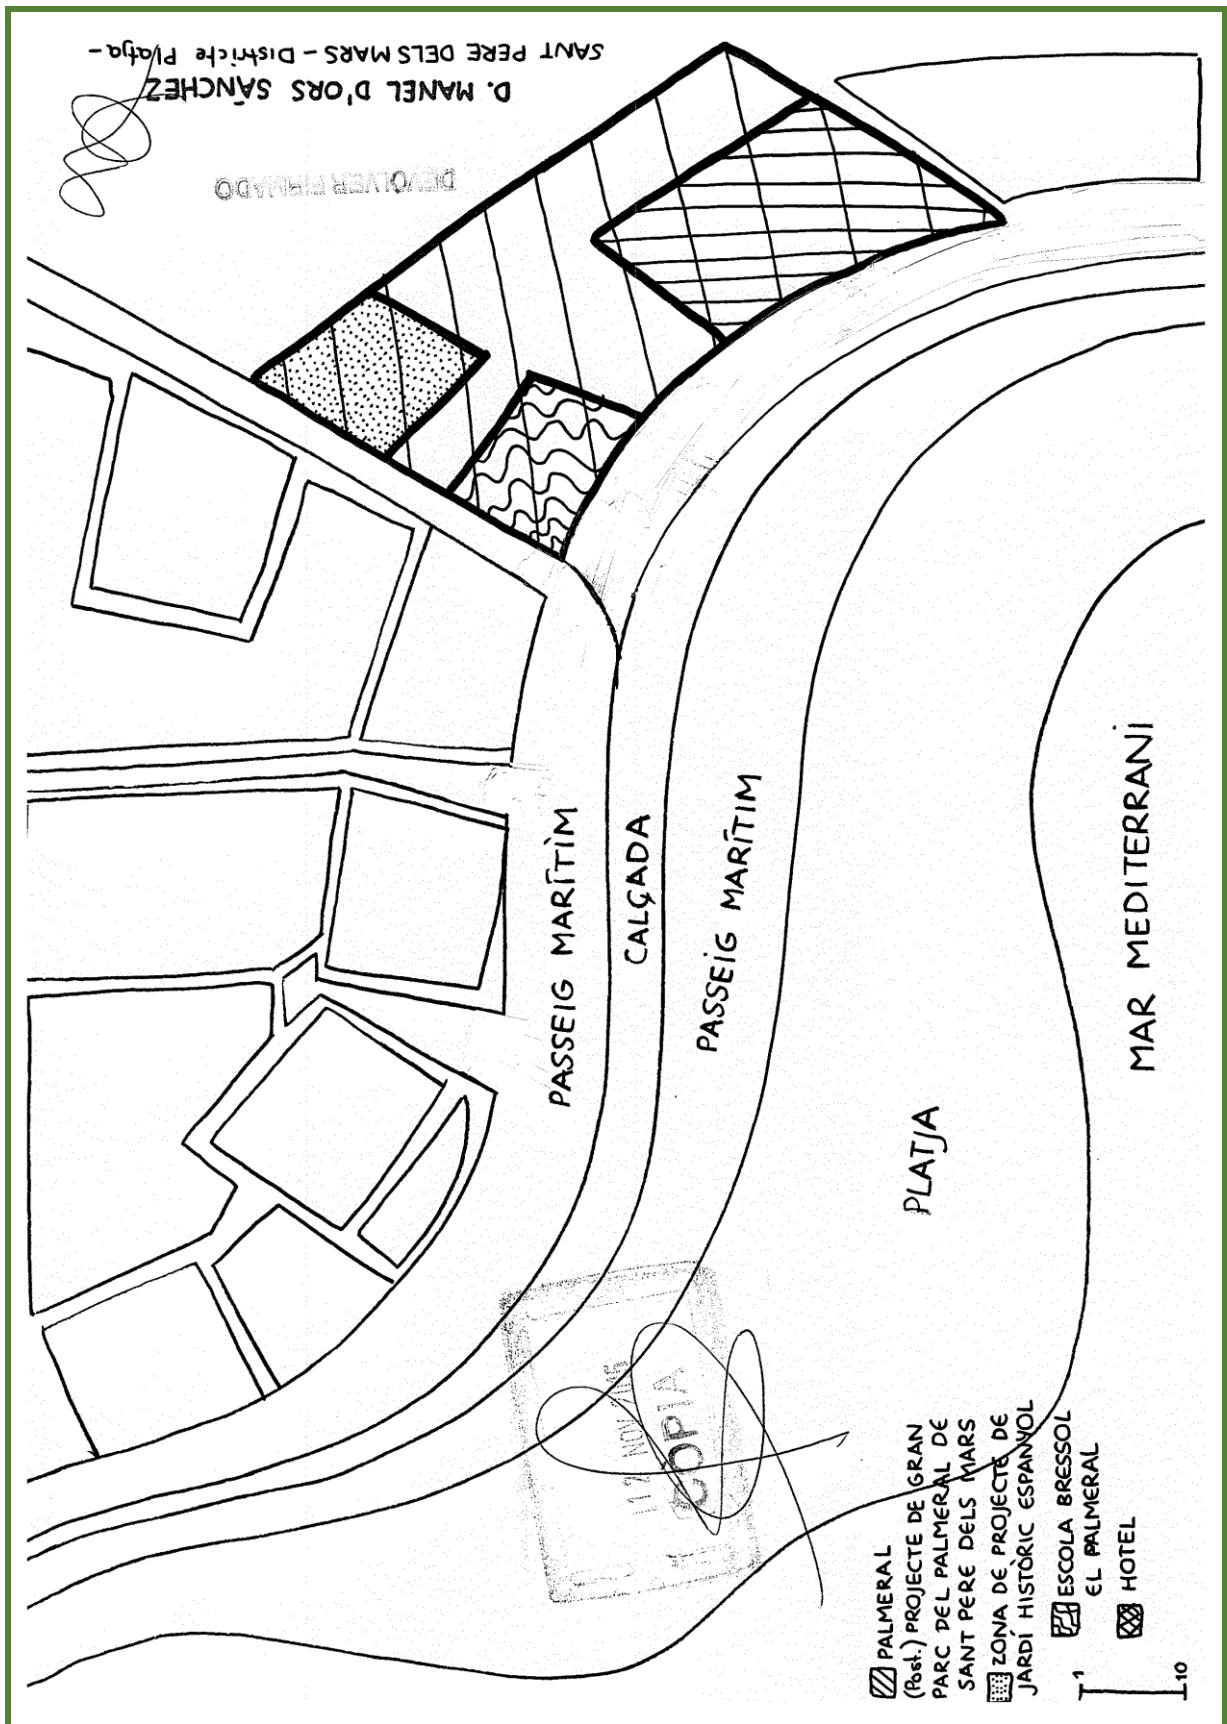 SANT PERE DELS MARS - Districte Platja -
D. MANEL D'ORS SÁNCHEZ
DEVOLVER FIRMADO
PASSEIG MARÍTIM
CALÇADA
PASSEIG MARÍTIM
PLATJA
MAR MEDITERRANI
12 NOV
COPIA
PALMERAL
(Post.) PROJECTE DE GRAN
PARC DEL PALMERAL DE
SANT PERE DELS MARS
ZONA DE PROJECTE DE
JARDÍ HISTÒRIC ESPANYOL
ESCOLA BRESSOL
EL PALMERAL
HOTEL
1
10